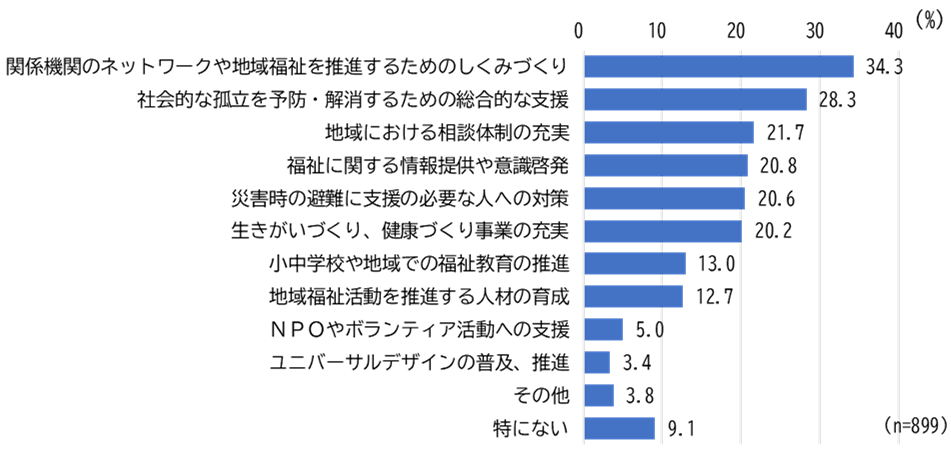 (%)
0 10 20 30 40
関係機関のネットワークや地域福祉を推進するためのしくみづくり 34.3
社会的な孤立を予防・解消するための総合的な支援 28.3
地域における相談体制の充実 21.7
福祉に関する情報提供や意識啓発 20.8
災害時の避難に支援の必要な人への対策 20.6
生きがいづくり、健康づくり事業の充実 20.2
小中学校や地域での福祉教育の推進 13.0
地域福祉活動を推進する人材の育成 12.7
ＮＰＯやボランティア活動への支援 5.0
ユニバーサルデザインの普及、推進 3.4
その他 3.8
特にない 9.1
(n=899)